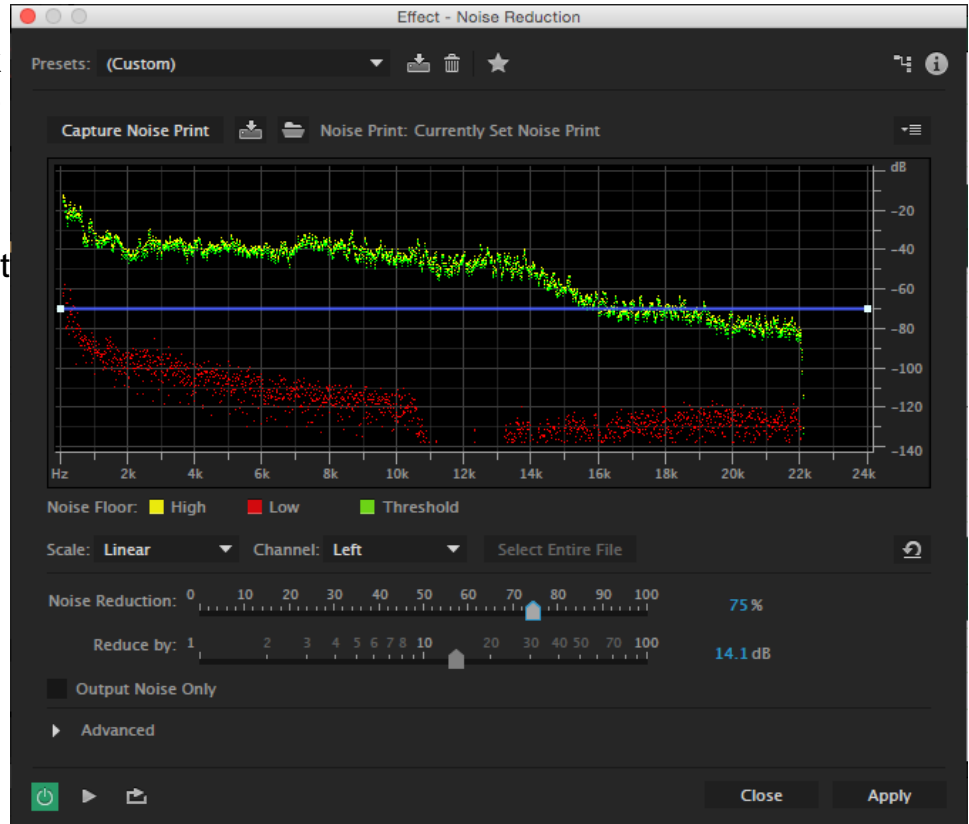 Effect - Noise Reduction
Presets: (Custom)
Capture Noise Print Noise Print: Currently Set Noise Print
dB
-20
-40
-60
-80
-100
-120
-140
Hz 2k 4k 6k 8k 10k 12k 14k 16k 18k 20k 22k 24k
Noise Floor: High Low Threshold
Scale: Linear Channel: Left Select Entire File
Noise Reduction: 0 10 20 30 40 50 60 70 80 90 100 75%
Reduce by: 1 2 3 4 5 6 7 8 10 20 30 40 50 70 100 14.1 dB
Output Noise Only
Advanced
Close Apply
t